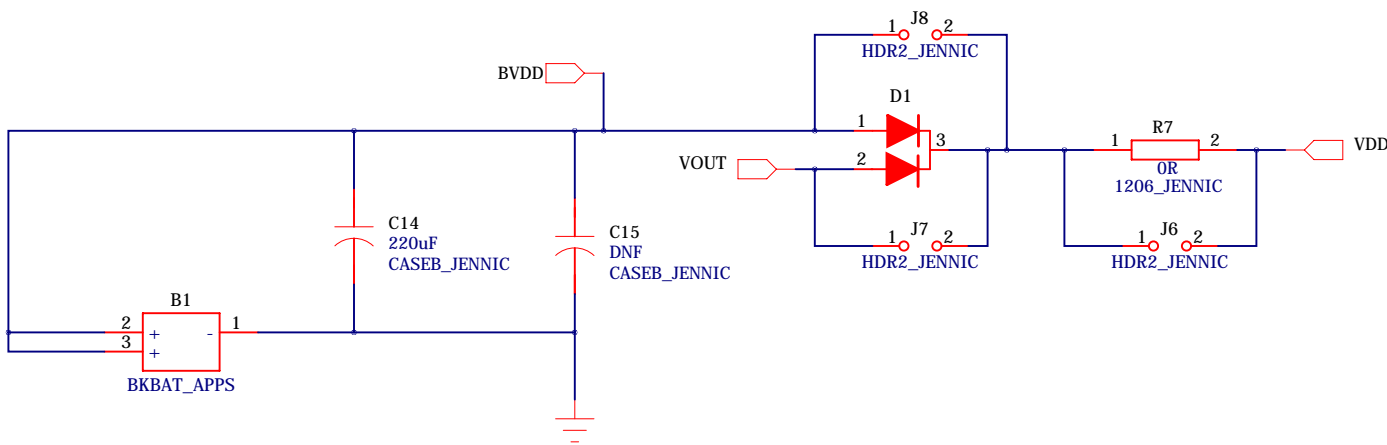 J8
1 2
HDR2_JENNIC
BVDD
D1
1
3
2
VOUT
R7
1 2
0R
1206_JENNIC
VDD
C14
220uF
CASEB_JENNIC
C15
DNF
CASEB_JENNIC
J7
1 2
HDR2_JENNIC
J6
1 2
HDR2_JENNIC
B1
2 + - 1
3 +
BKBAT_APPS